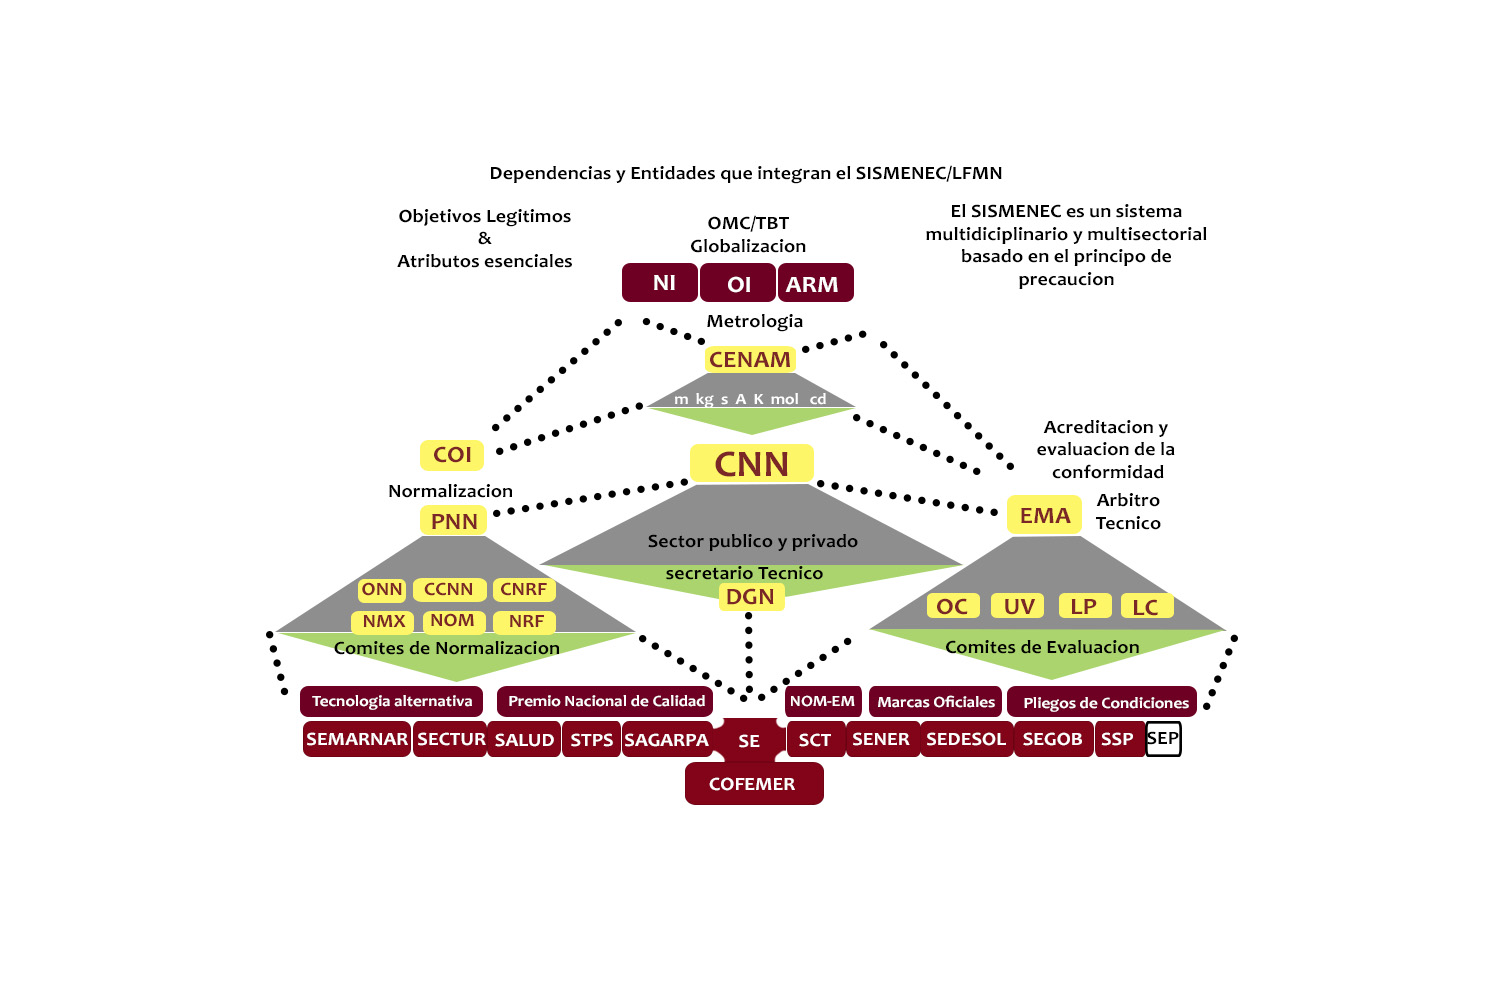 Dependencias y Entidades que integran el SISMENEC/LFMN
Objetivos Legitimos
&
Atributos esenciales
OMC/TBT
Globalizacion
El SISMENEC es un sistema
multidiciplinario y multisectorial
basado en el principo de
precaucion
NI OI ARM
Metrologia
CENAM
m kg s A K mol cd
COI
CNN
Acreditacion y
evaluacion de la
conformidad
Normalizacion
PNN
EMA
Arbitro
Tecnico
Sector publico y privado
secretario Tecnico
DGN
ONN CCNN CNRF
NMX NOM NRF
Comites de Normalizacion
OC UV LP LC
Comites de Evaluacion
Tecnologia alternativa Premio Nacional de Calidad NOM-EM Marcas Oficiales Pliegos de Condiciones
SEMARNAR SECTUR SALUD STPS SAGARPA SE SCT SENER SEDESOL SEGOB SSP SEP
COFEMER